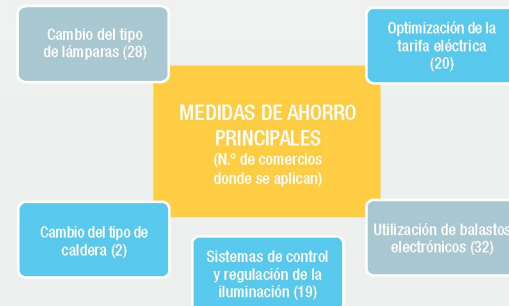 Cambio del tipo
de lámparas (28)
Optimización de la
tarifa eléctrica
(20)
MEDIDAS DE AHORRO
PRINCIPALES
(N.º de comercios
donde se aplican)
Cambio del tipo de
caldera (2)
Sistemas de control
y regulación de la
iluminación (19)
Utilización de balastos
electrónicos (32)